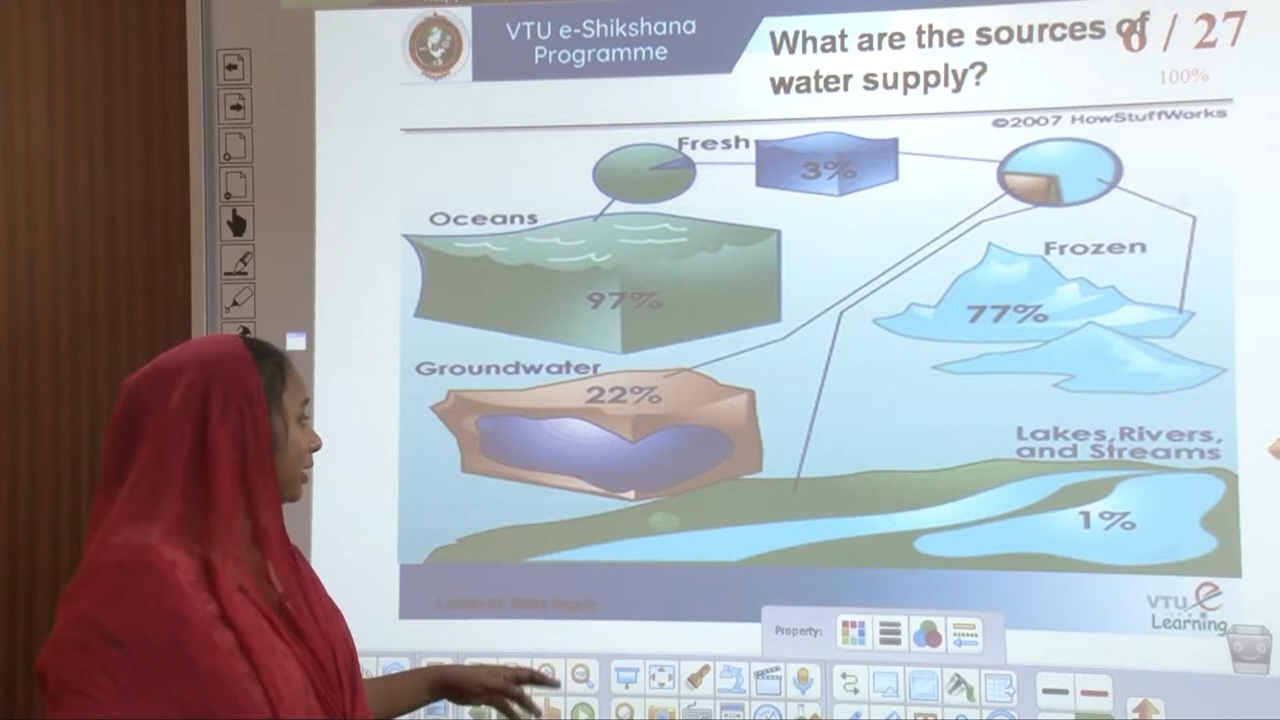 VTU e-Shikshana
Programme
What are the sources of
water supply?
6 / 27
100%
©2007 HowStuffWorks
Fresh
3%
Oceans
97%
Frozen
77%
Groundwater
22%
Lakes, Rivers,
and Streams
1%
VTU e
Learning
Property: